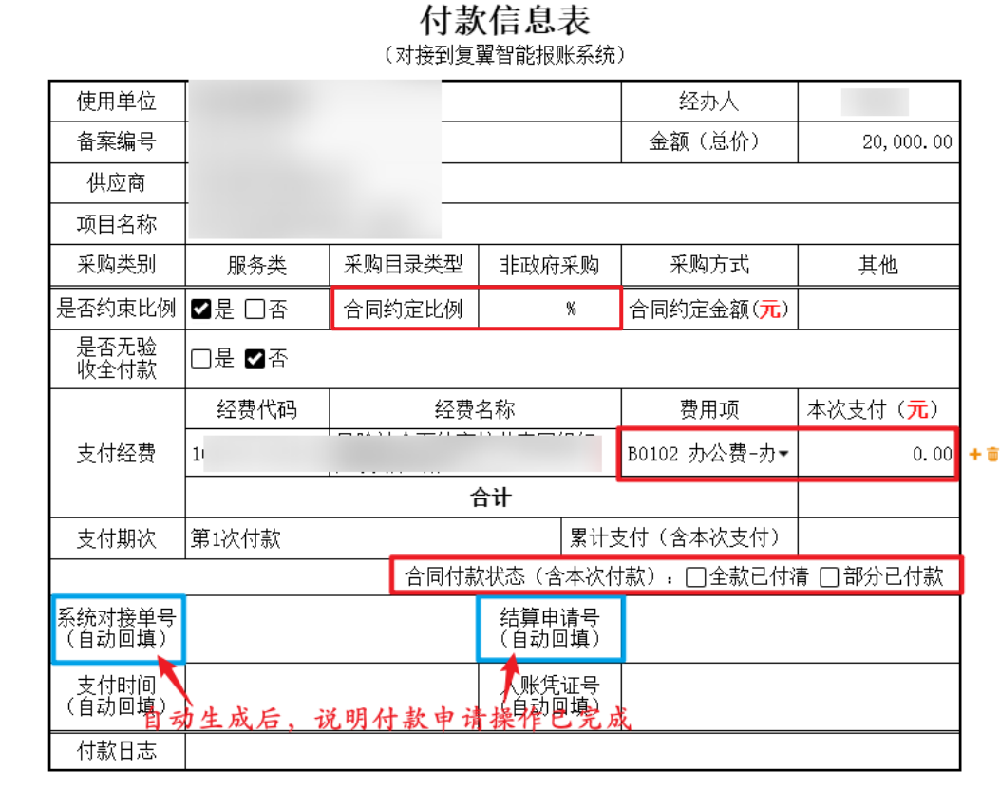 付款信息表
（对接到复翼智能报账系统）
使用单位 经办人
备案编号 金额（总价） 20,000.00
供应商
项目名称
采购类别 服务类 采购目录类型 非政府采购 采购方式 其他
是否约束比例 是 否 合同约定比例 % 合同约定金额(元)
是否无验
收全付款
是 否
经费代码 经费名称 费用项 本次支付（元）
支付经费 B0102 办公费-办 0.00
合计
支付期次 第1次付款 累计支付（含本次支付）
合同付款状态（含本次付款）： 全款已付清 部分已付款
系统对接单号
（自动回填）
结算申请号
（自动回填）
支付时间
（自动回填）
入账凭证号
（自动回填）
自动生成后，说明付款申请操作已完成
付款日志